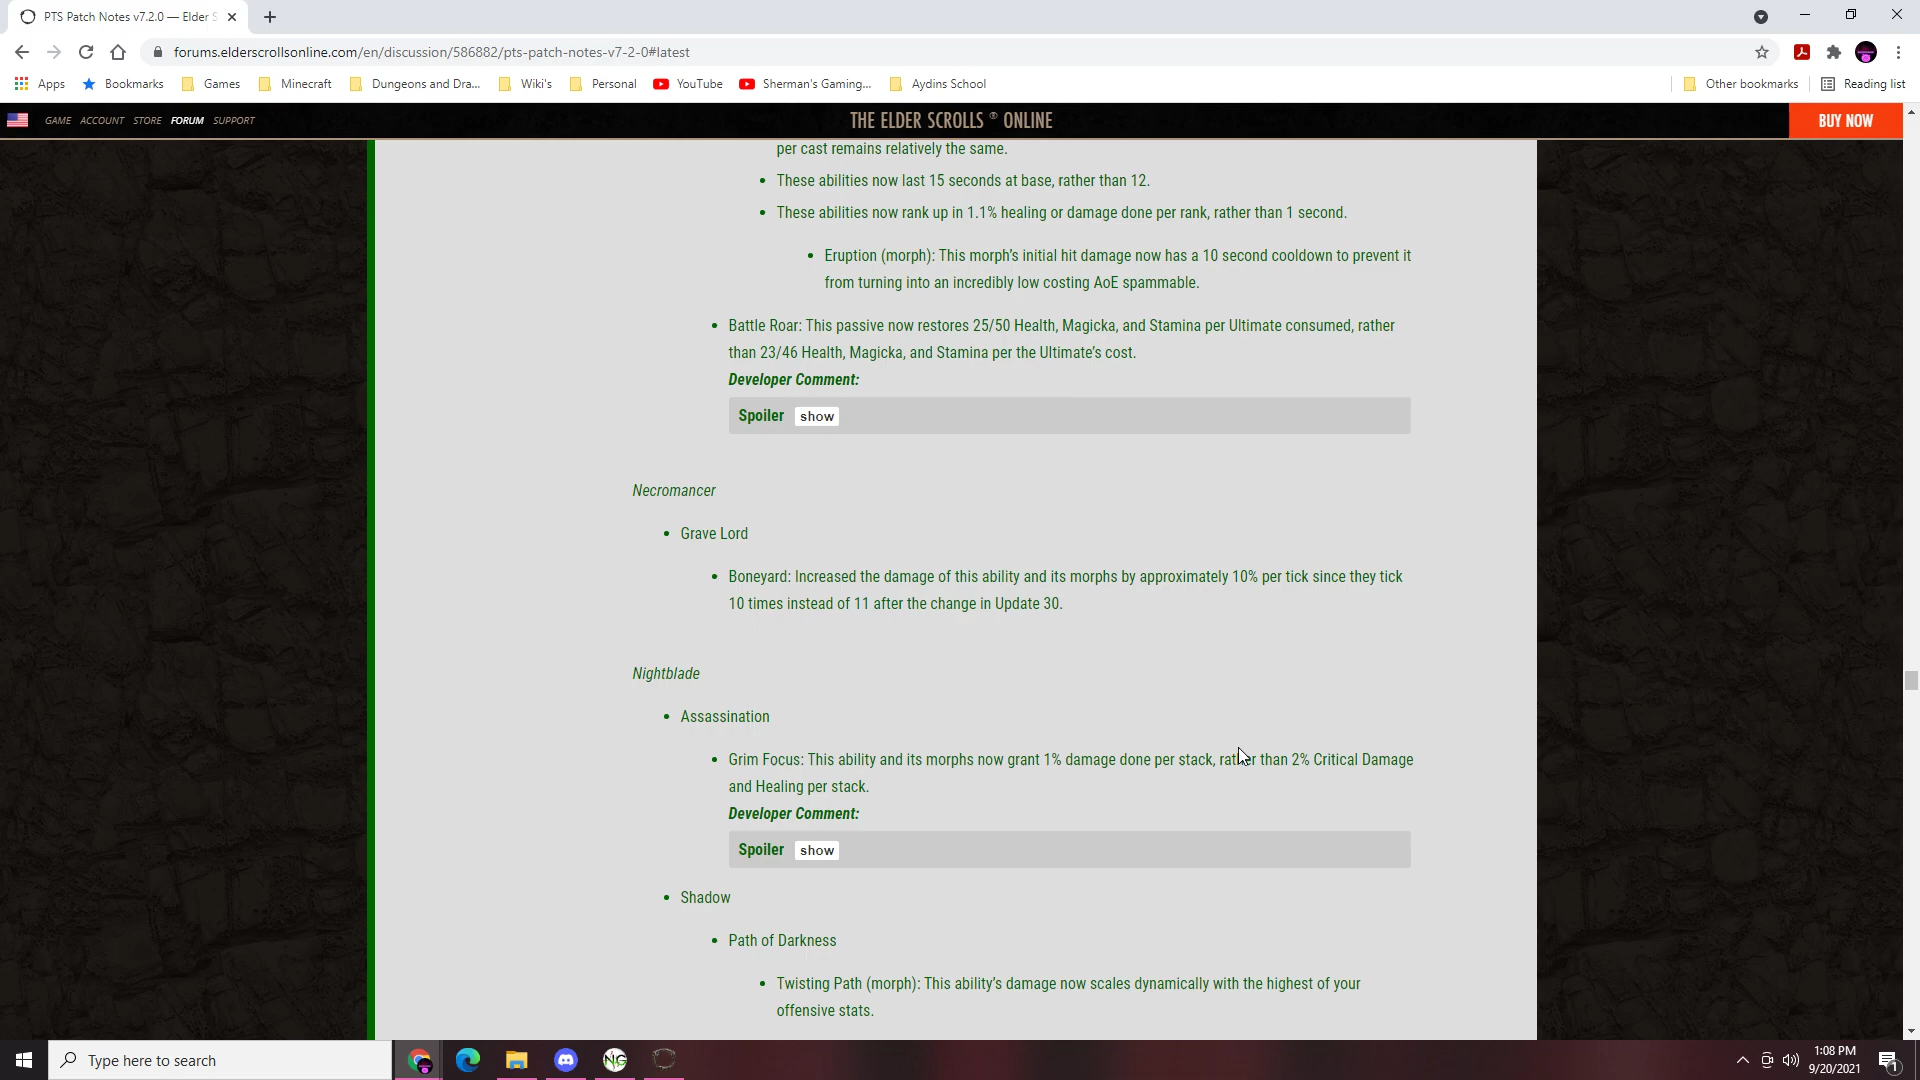 PTS Patch Notes v7.2.0 — Elder S
forums.elderscrollsonline.com/en/discussion/586882/pts-patch-notes-v7-2-0#latest
Apps Bookmarks Games Minecraft Dungeons and Dra... Wiki's Personal YouTube Sherman's Gaming... Aydins School Other bookmarks Reading list
GAME ACCOUNT STORE FORUM SUPPORT THE ELDER SCROLLS ® ONLINE BUY NOW
per cast remains relatively the same.
• These abilities now last 15 seconds at base, rather than 12.
• These abilities now rank up in 1.1% healing or damage done per rank, rather than 1 second.
• Eruption (morph): This morph's initial hit damage now has a 10 second cooldown to prevent it
from turning into an incredibly low costing AoE spammable.
• Battle Roar: This passive now restores 25/50 Health, Magicka, and Stamina per Ultimate consumed, rather
than 23/46 Health, Magicka, and Stamina per the Ultimate's cost.
Developer Comment:
Spoiler show
Necromancer
• Grave Lord
• Boneyard: Increased the damage of this ability and its morphs by approximately 10% per tick since they tick
10 times instead of 11 after the change in Update 30.
Nightblade
• Assassination
• Grim Focus: This ability and its morphs now grant 1% damage done per stack, rather than 2% Critical Damage
and Healing per stack.
Developer Comment:
Spoiler show
• Shadow
• Path of Darkness
• Twisting Path (morph): This ability's damage now scales dynamically with the highest of your
offensive stats.
Type here to search
NG
1:08 PM
9/20/2021
1